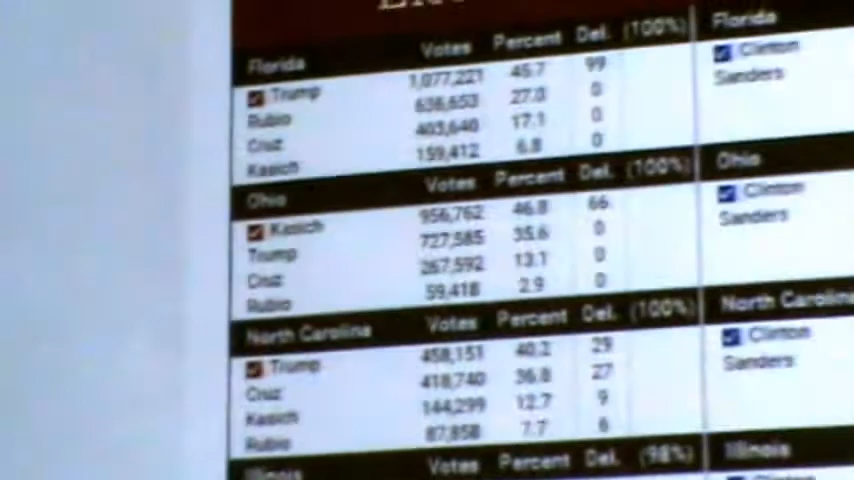 Florida Votes Percent Del. (100%) Florida
Trump 1,077,221 45.7 99 Clinton
Rubio 636,653 27.0 0 Sanders
Cruz 403,640 17.1 0
Kasich 159,412 6.8 0
Ohio Votes Percent Del. (100%) Ohio
Kasich 956,762 46.8 66 Clinton
Trump 727,585 35.6 0 Sanders
Cruz 267,592 13.1 0
Rubio 59,418 2.9 0
North Carolina Votes Percent Del. (100%) North Carolina
Trump 458,151 40.2 29 Clinton
Cruz 418,740 36.8 27 Sanders
Kasich 144,299 12.7 9
Rubio 87,858 7.7 6
Illinois Votes Percent Del. (98%) Illinois
Clinton